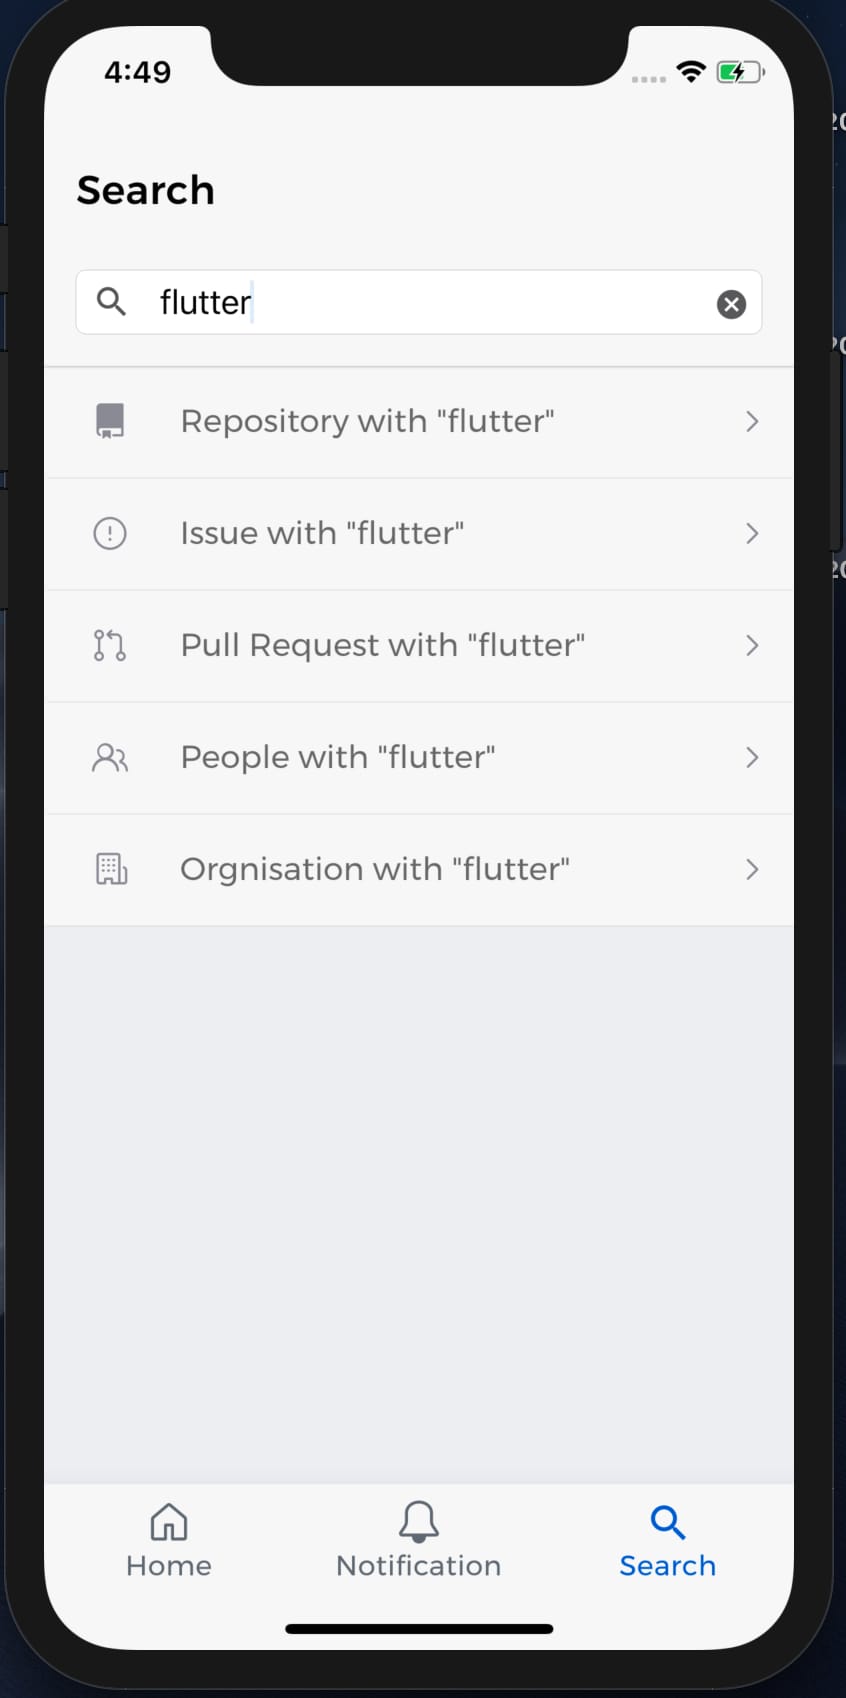 4:49
Search
flutter
Repository with "flutter"
Issue with "flutter"
Pull Request with "flutter"
People with "flutter"
Orgnisation with "flutter"
Home
Notification
Search